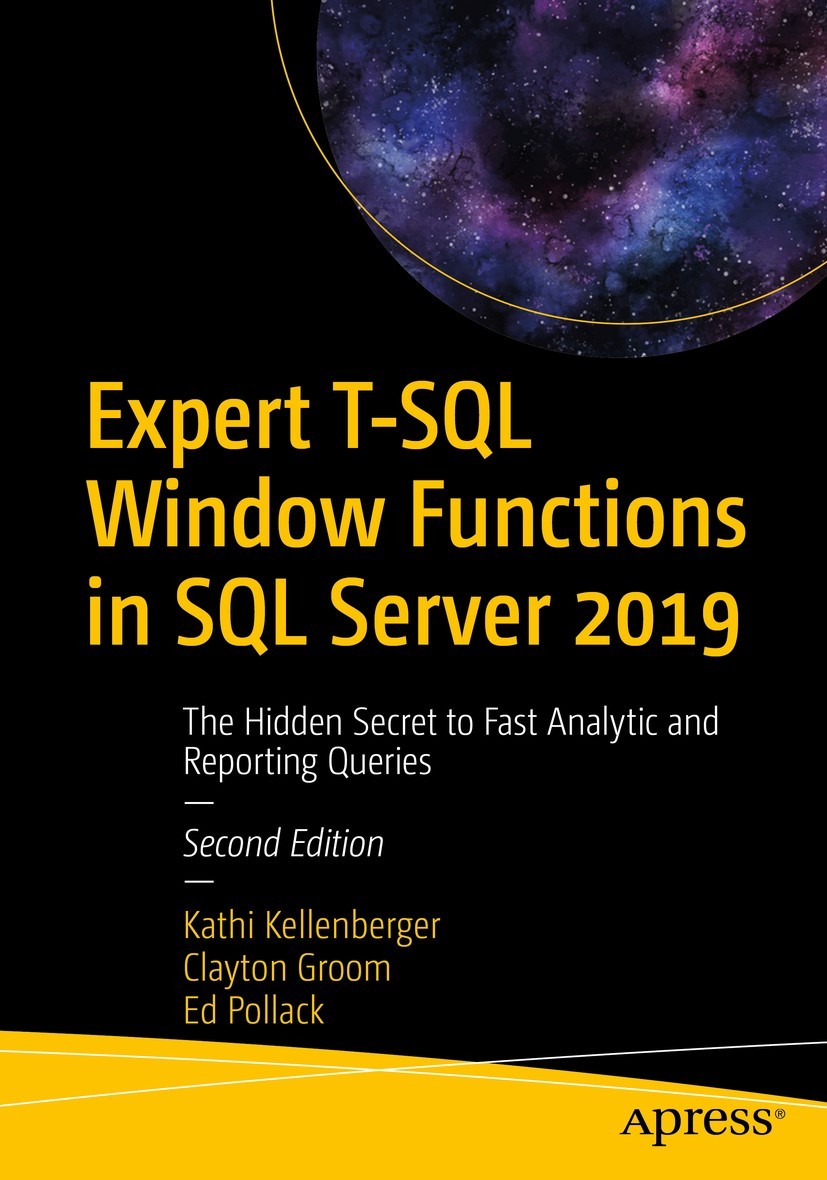 Expert T-SQL
Window Functions
in SQL Server 2019
The Hidden Secret to Fast Analytic and
Reporting Queries
—
Second Edition
—
Kathi Kellenberger
Clayton Groom
Ed Pollack
Apress®